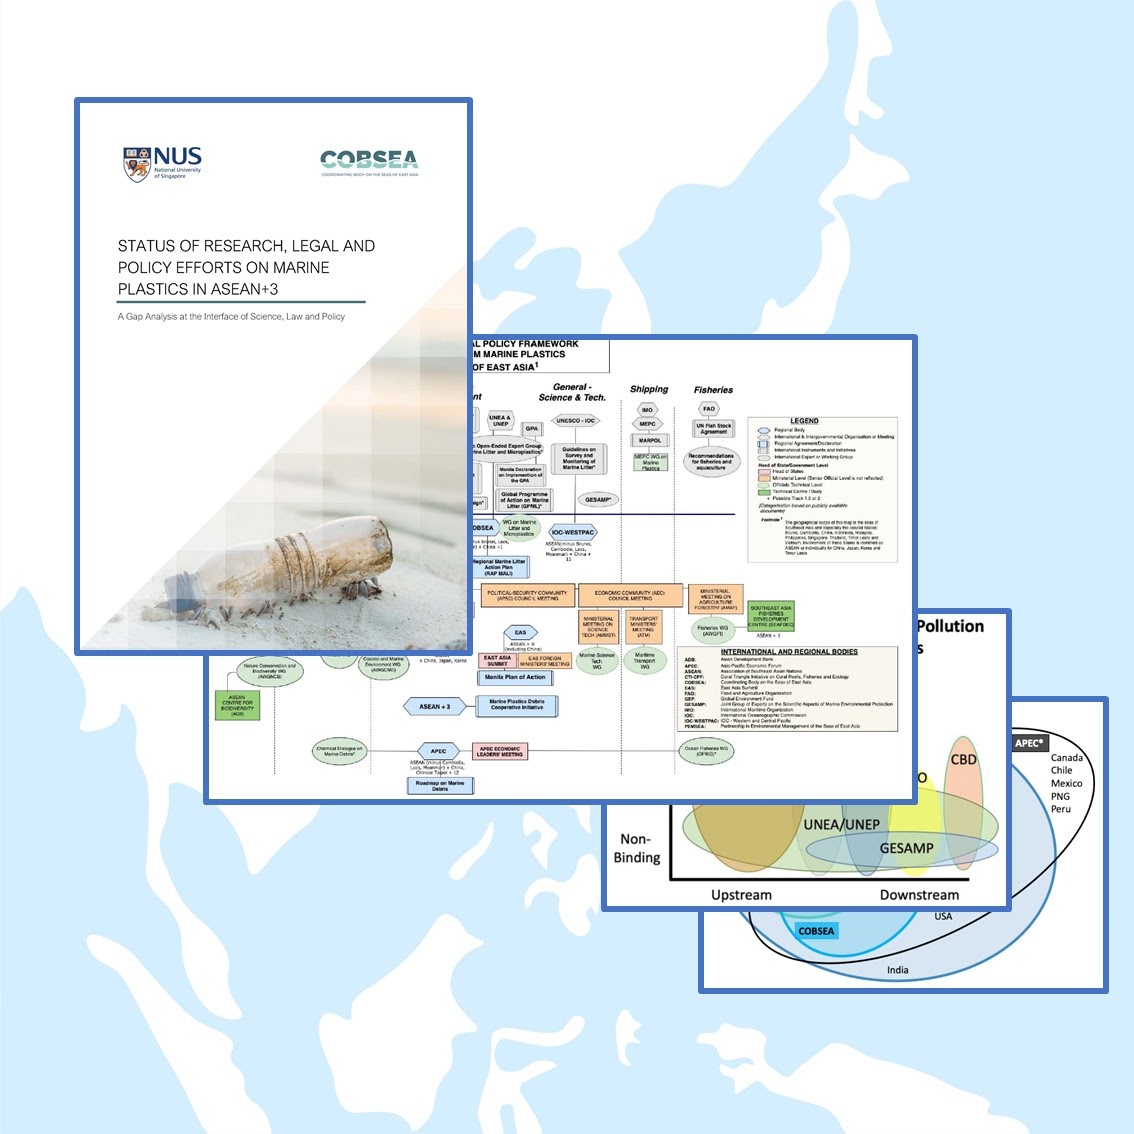 NUS
National University
of Singapore
COBSEA
COORDINATING BODY ON THE SEAS OF EAST ASIA
STATUS OF RESEARCH, LEGAL AND
POLICY EFFORTS ON MARINE
PLASTICS IN ASEAN+3
A Gap Analysis at the Interface of Science, Law and Policy
POLICY FRAMEWORK
M MARINE PLASTICS
OF EAST ASIA1
nt
General -
Science & Tech.
Shipping
Fisheries
UNEA &
UNEP
GPA
Open-Ended Expert Group
Litter and Microplastics*
Manila Declaration
on Implementation of
the GPA
Global Programme
of Action on Marine
Litter (GPML)*
UNESCO - IOC
Guidelines on
Survey and
Monitoring of
Marine Litter*
GESAMP*
IMO
MEPC
MARPOL
MEPC WG on
Marine
Plastics
FAO
UN Fish Stock
Agreement
Recommendations
for fisheries and
aquaculture
LEGEND
Regional Body
International & Intergovernmental Organisation or Meeting
Regional Agreement/Declaration
International Instruments and Initiatives
International Expert or Working Group
Head of State/Government Level
Head of States
Ministerial Level (Senior Official Level is not reflected)
Officials Technical Level
Technical Centre / Body
Possible Track 1.5 or 2
(Categorisation based on publicly available
documents)
Footnote 1
The geographical scope of this map is the seas of
Southeast Asia and especially the coastal States:
Brunei, Cambodia, China, Indonesia, Malaysia,
Philippines, Singapore, Thailand, Timor Leste and
Vietnam. Involvement of these States is identified as
ASEAN or individually for China, Japan, Korea and
Timor Leste
OBSEA
WG on Marine
Litter and
Microplastics
IOC-WESTPAC
ASEAN (minus Brunei,
Cambodia, Laos,
Myanmar) + China +
11
Regional Marine Litter
Action Plan
(RAP MALI)
POLITICAL-SECURITY COMMUNITY
(APSC) COUNCIL MEETING
ECONOMIC COMMUNITY (AEC)
COUNCIL MEETING
MINISTERIAL
MEETING ON
AGRICULTURE
FORESTRY (AMAF)
SOUTHEAST ASIA
FISHERIES
DEVELOPMENT
CENTRE (SEAFDEC)
ASEAN + 1
MINISTERIAL
MEETING ON
SCIENCE
TECH (AMMST)
TRANSPORT
MINISTERS'
MEETING
(ATM)
Fisheries WG
(AWGFI)
EAS
ASEAN + 8
(including China)
EAST ASIA
SUMMIT
EAS FOREIGN
MINISTERS' MEETING
Marine Science
Tech.
WG
Maritime
Transport
WG
Manila Plan of Action
+ China, Japan, Korea
Nature Conservation and
Biodiversity WG
(AWGNCB)
Coastal and Marine
Environment WG
(AWGCME)
ASEAN
CENTRE FOR
BIODIVERSITY
(ACB)
ASEAN + 3
Marine Plastics Debris
Cooperative Initiative
INTERNATIONAL AND REGIONAL BODIES
ADB: Asian Development Bank
APEC: Asia-Pacific Economic Forum
ASEAN: Association of Southeast Asian Nations
CTI-CFF: Coral Triangle Initiative on Coral Reefs, Fisheries and Ecology
COBSEA: Coordinating Body on the Seas of East Asia
EAS: East Asia Summit
FAO: Food and Agriculture Organization
GEF: Global Environment Fund
GESAMP: Joint Group of Experts on the Scientific Aspects of Marine Environmental Protection
IMO: International Maritime Organization
IOC: International Oceanographic Commission
IOC-WESTPAC: IOC - Western and Central Pacific
PEMSEA: Partnership in Environmental Management of the Seas of East Asia
Chemical Dialogue on
Marine Debris*
APEC
APEC ECONOMIC
LEADERS' MEETING
Ocean Fisheries WG
(OFWG)*
ASEAN (minus Cambodia,
Laos, Myanmar) + China,
Chinese Taipei + 12
Roadmap on Marine
Debris
Pollution
s
CBD
O
UNEA/UNEP
GESAMP
Non-
Binding
Upstream
Downstream
APEC*
Canada
Chile
Mexico
PNG
Peru
USA
COBSEA
India